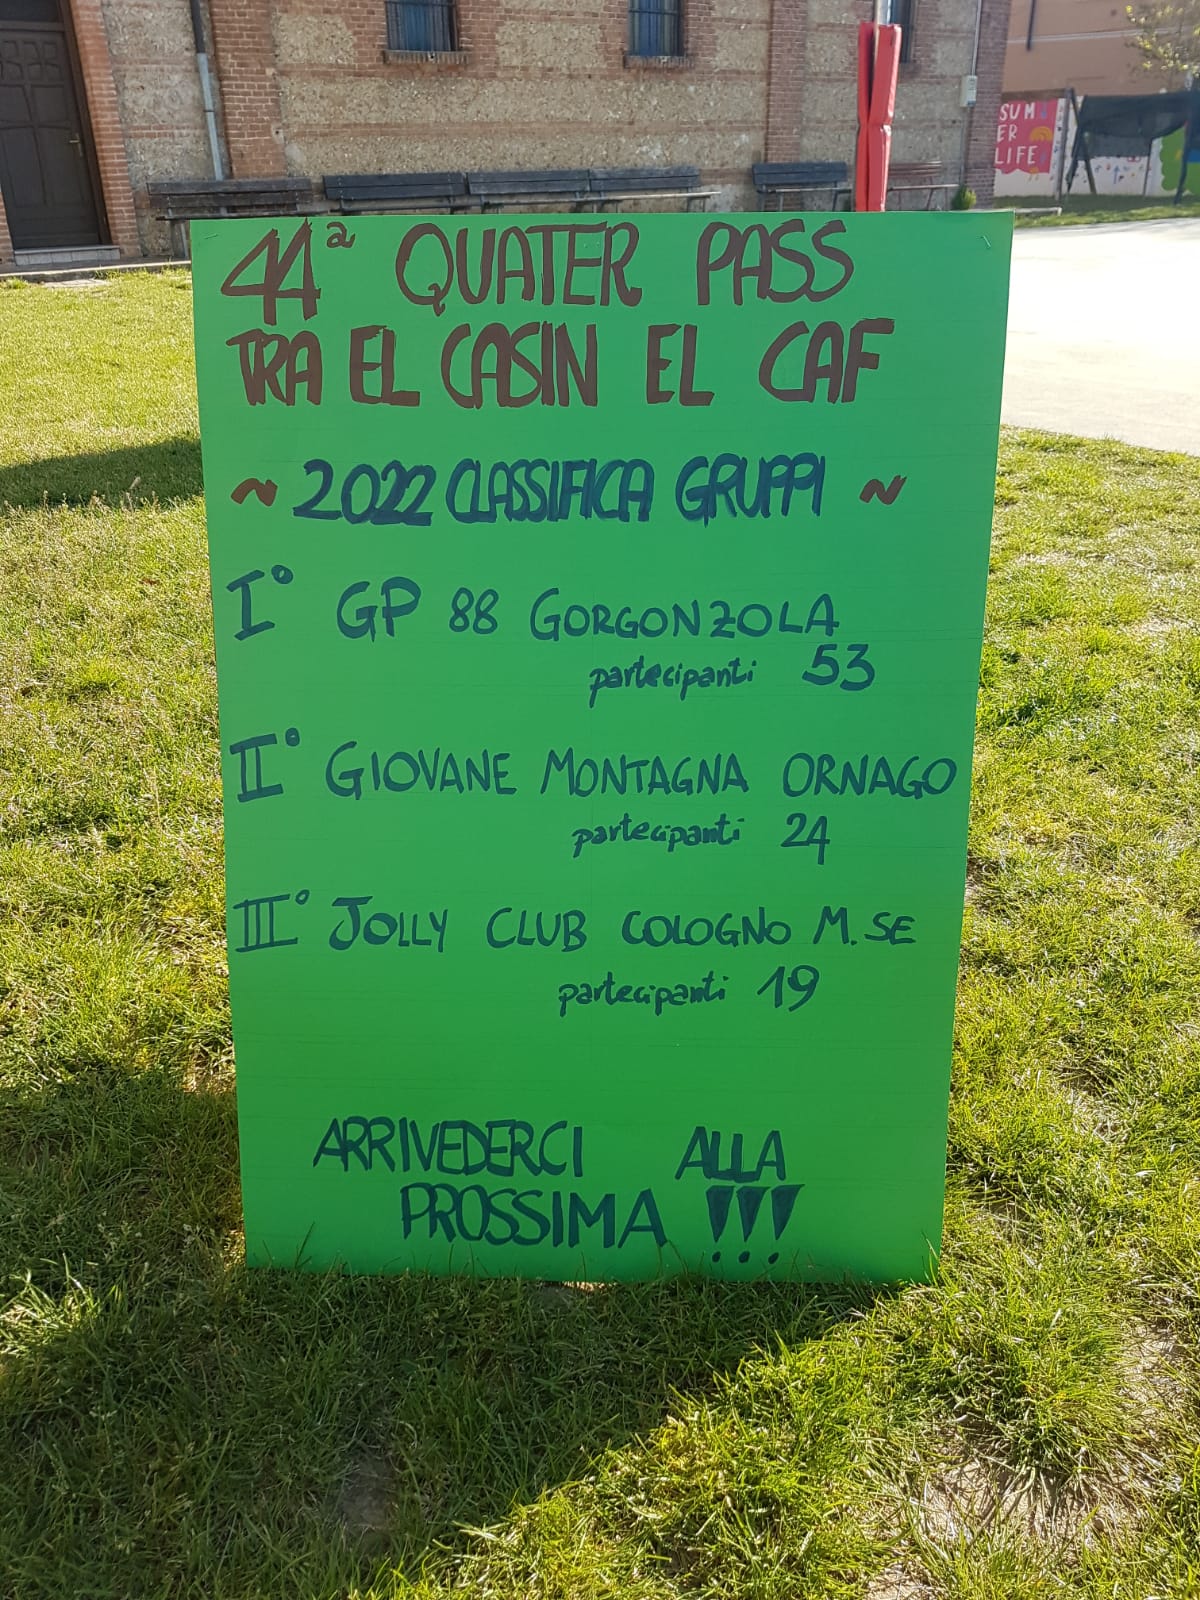 SUM
ER
LIFE
44ª QUATER PASS
TRA EL CASIN EL CAF
~ 2022 CLASSIFICA GRUPPI ~
I° GP 88 GORGONZOLA
partecipanti 53
II° GIOVANE MONTAGNA ORNAGO
partecipanti 24
III° JOLLY CLUB COLOGNO M.SE
partecipanti 19
ARRIVEDERCI ALLA
PROSSIMA !!!